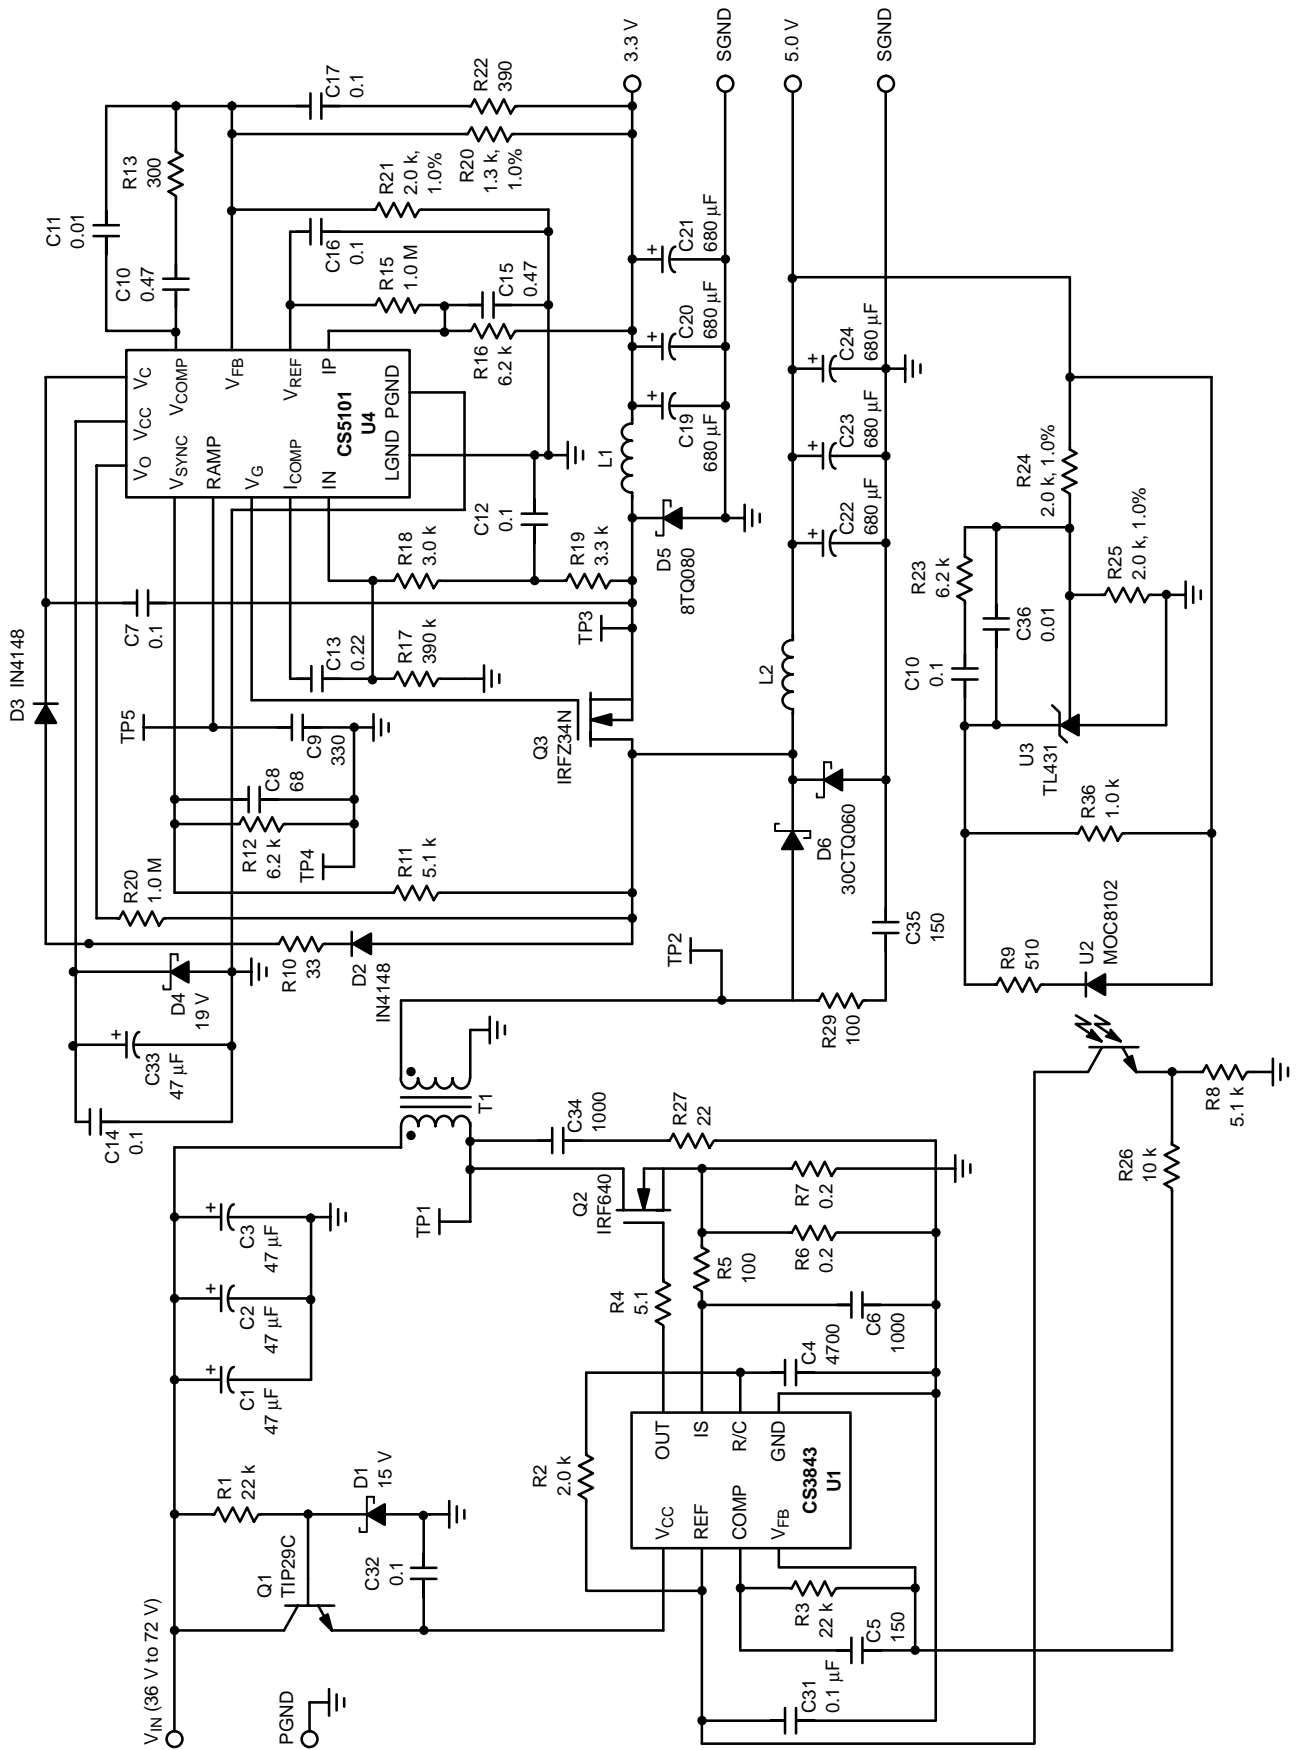 VIN (36 V to 72 V)
PGND
Q1
TIP29C
R1
22 k
D1
15 V
C32
0.1
C1
47 μF
C2
47 μF
C3
47 μF
TP1
T1
C34
1000
R27
22
Q2
IRF640
R4
5.1
R5
100
R6
0.2
R7
0.2
C6
1000
C4
4700
R2
2.0 k
VCC
REF
COMP
VFB
OUT
IS
R/C
GND
CS3843
U1
R3
22 k
C5
150
C31
0.1 μF
R26
10 k
R8
5.1 k
C14
0.1
C33
47 μF
D4
19 V
R10
33
D2
IN4148
R20
1.0 M
R11
5.1 k
TP4
R12
6.2 k
C8
68
C9
330
TP5
D3 IN4148
C7
0.1
C13
0.22
R17
390 k
R18
3.0 k
R19
3.3 k
C12
0.1
Q3
IRFZ34N
TP3
TP2
VO
VCC
VC
VSYNC
RAMP
VG
ICOMP
IN
LGND
PGND
VCOMP
VFB
VREF
IP
CS5101
U4
C10
0.47
C11
0.01
R13
300
C17
0.1
R22
390
R20
1.3 k,
1.0%
R21
2.0 k,
1.0%
C16
0.1
R15
1.0 M
C15
0.47
R16
6.2 k
L1
D5
8TQ080
C19
680 μF
C20
680 μF
C21
680 μF
3.3 V
SGND
5.0 V
SGND
L2
D6
30CTQ060
C22
680 μF
C23
680 μF
C24
680 μF
R29
100
C35
150
R9
510
U2
MOC8102
R36
1.0 k
U3
TL431
C10
0.1
R23
6.2 k
C36
0.01
R25
2.0 k, 1.0%
R24
2.0 k, 1.0%